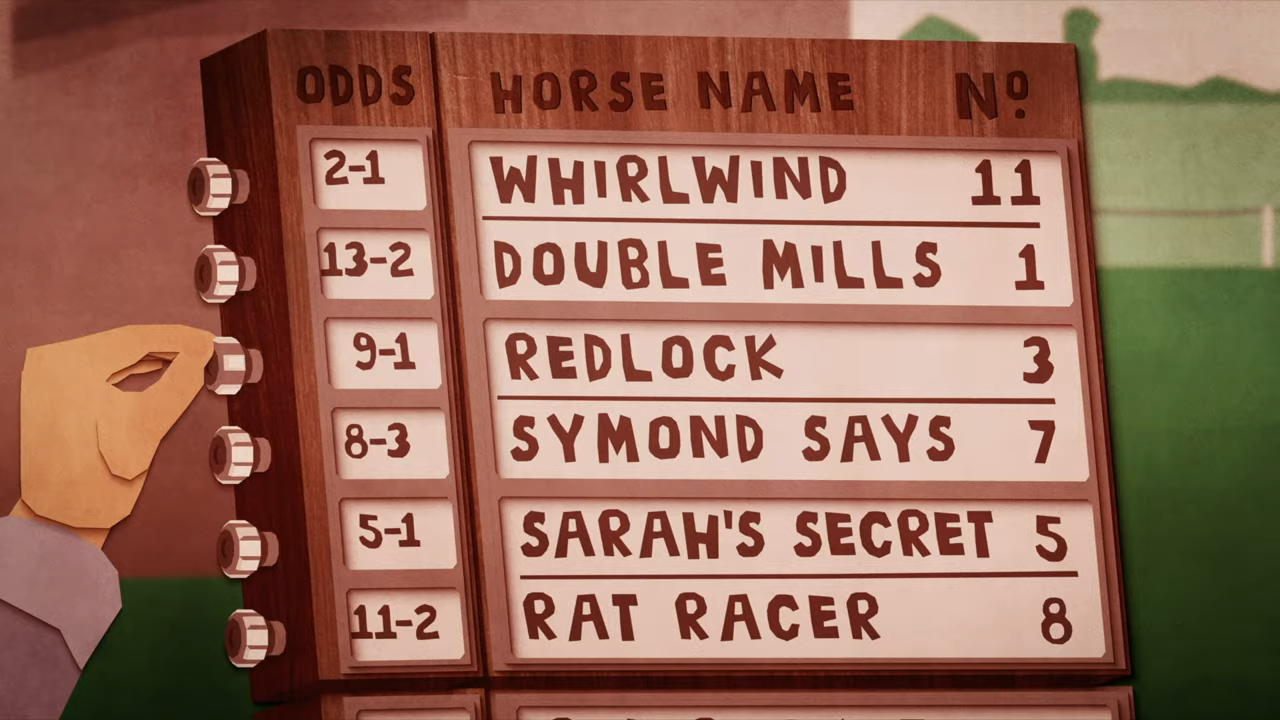 ODDS HORSE NAME Nº
2-1 WHIRLWIND 11
13-2 DOUBLE MILLS 1
9-1 REDLOCK 3
8-3 SYMOND SAYS 7
5-1 SARAH'S SECRET 5
11-2 RAT RACER 8